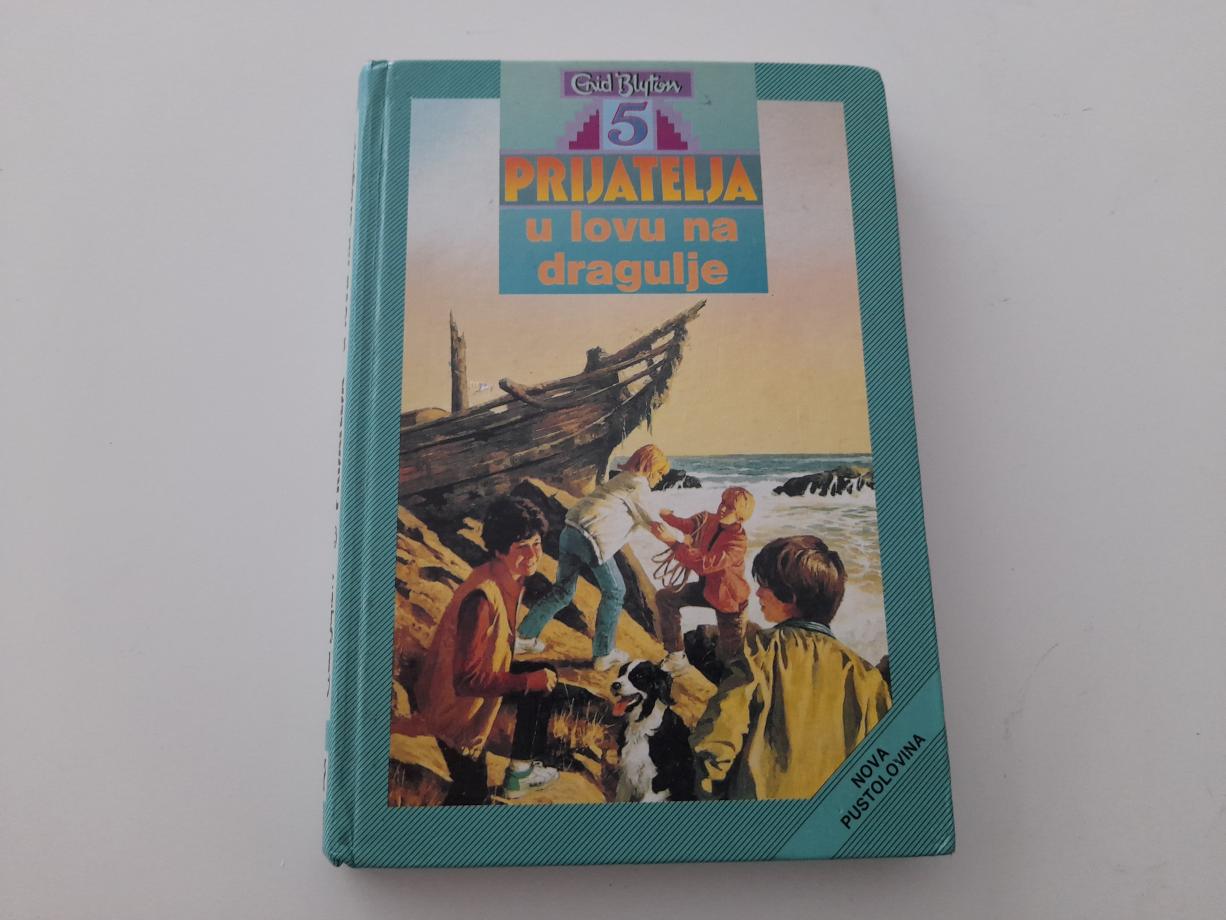 Enid Blyton
5
PRIJATELJA
u lovu na
dragulje
NOVA
PUSTOLOVINA